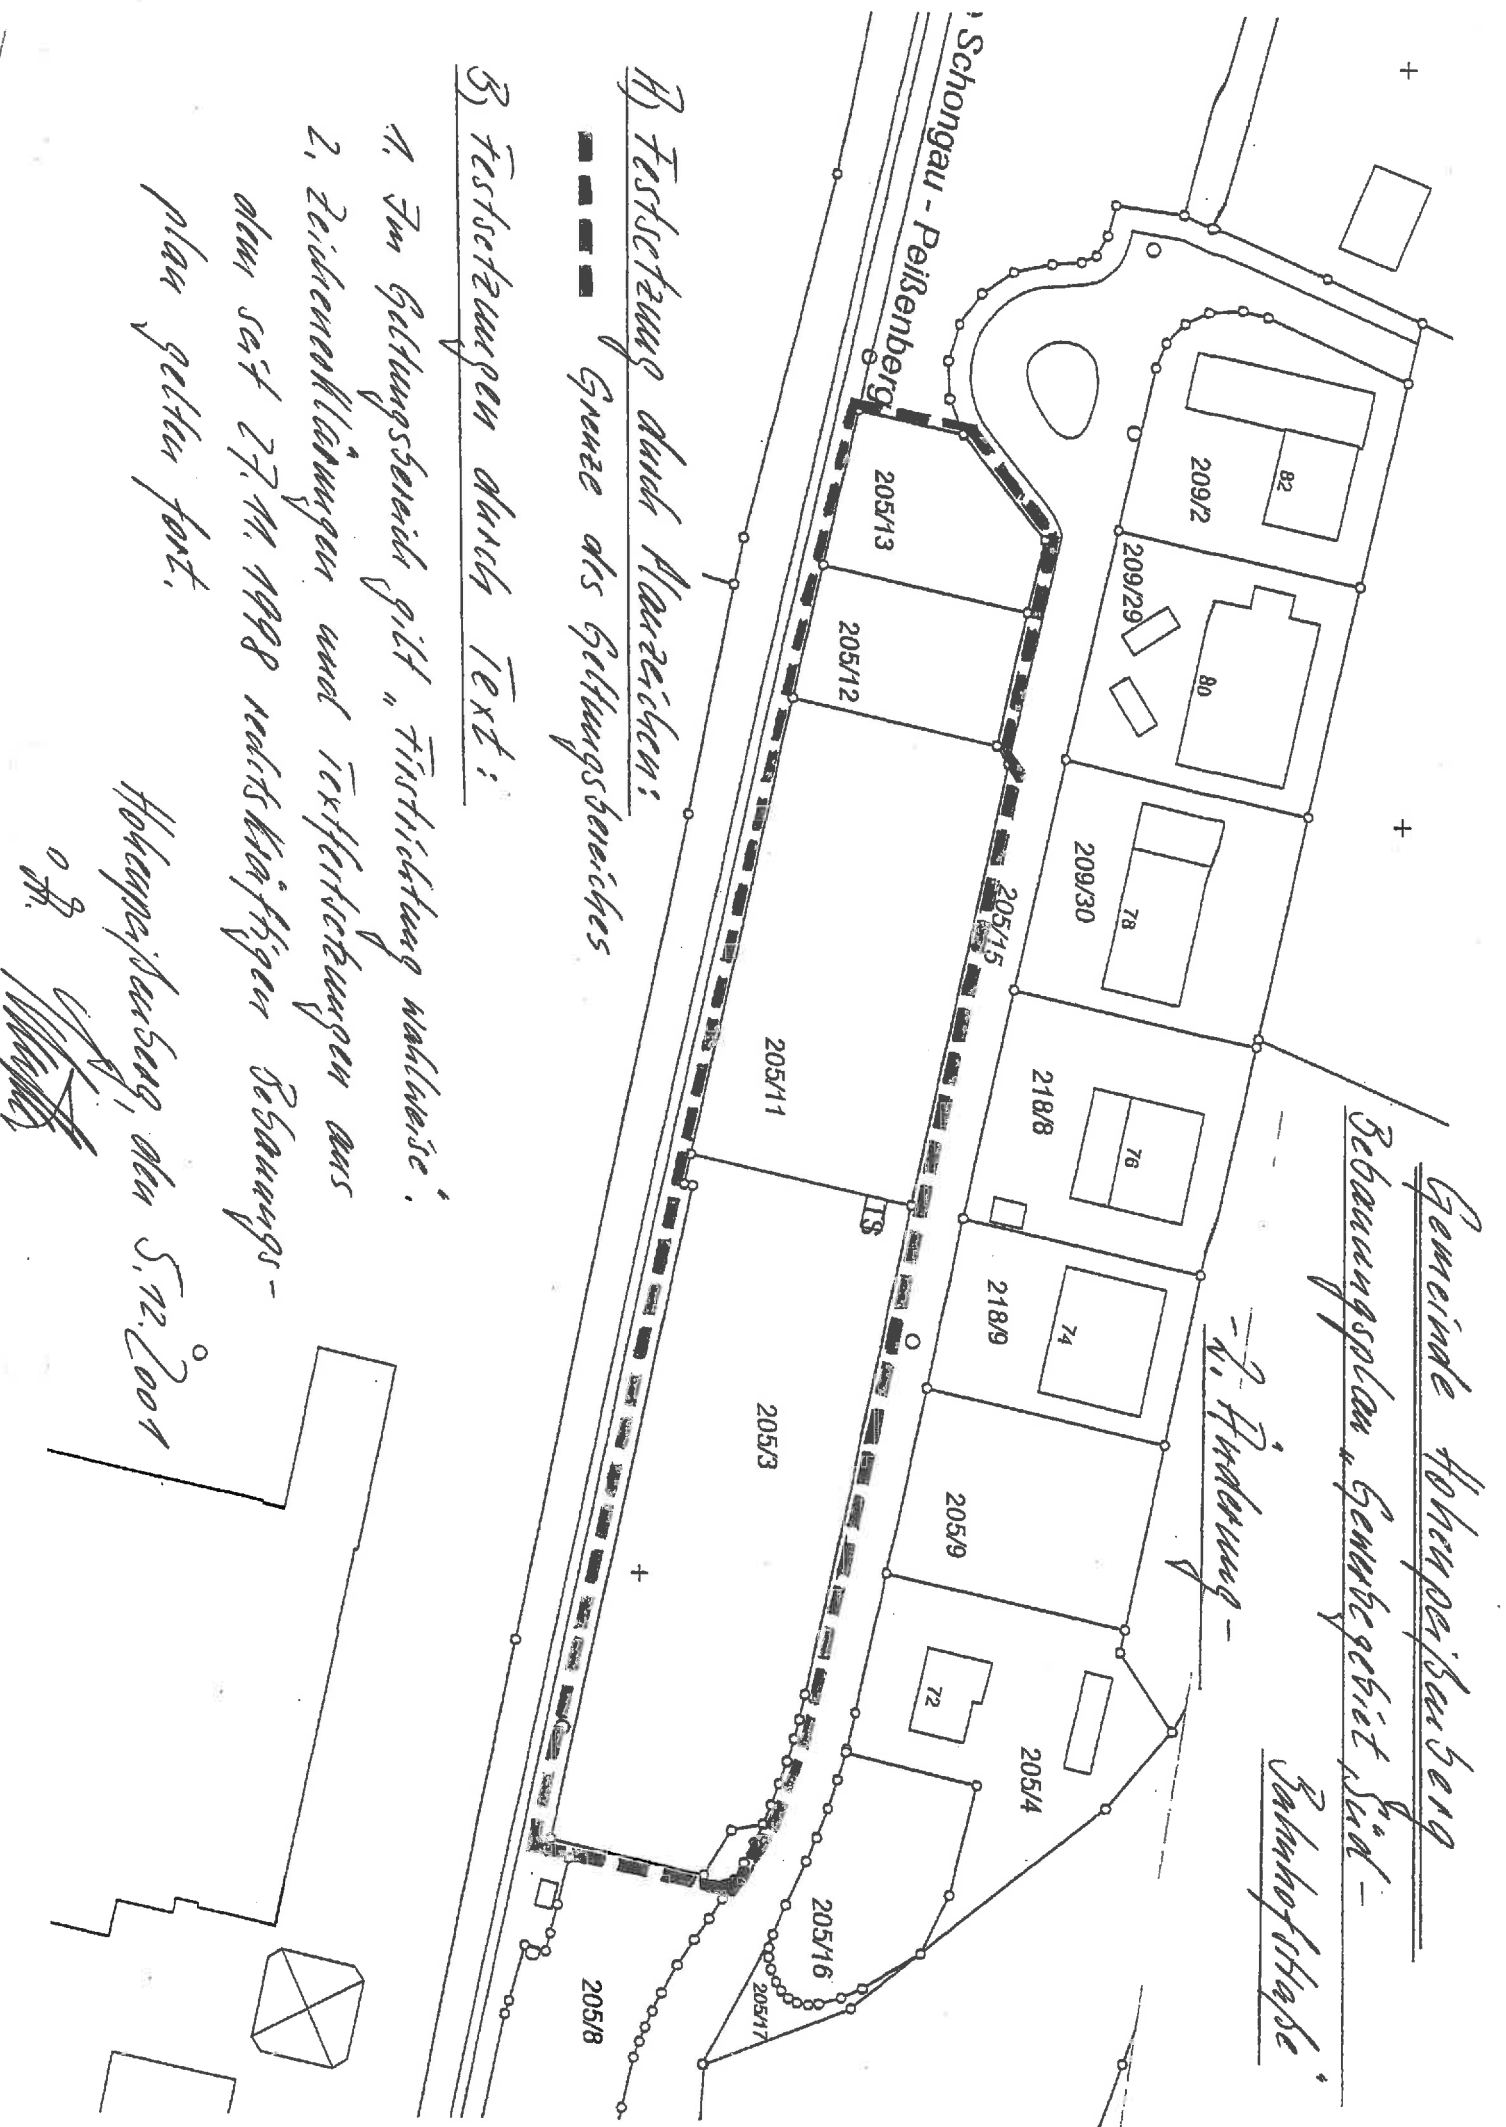 Gemeinde Hohenpeißenberg
Bebauungsplan „Gewerbegebiet Süd -
Bahnhofstraße"
- 2. Änderung -
82
209/2
209/29
80
209/30
78
205/15
218/8
76
218/9
74
205/9
72
205/4
205/16
205/17
205/8
Schongau - Peißenberg
205/13
205/12
205/11
TS
205/3
A) Festsetzung durch Planzeichen:
Grenze des Geltungsbereiches
B) Festsetzungen durch Text:
1. Im Geltungsbereich gilt „Firstrichtung wahlweise".
2. Zeichenerklärungen und Textfestsetzungen aus
dem seit 27.11.1998 rechtskräftigen Bebauungs-
plan gelten fort.
Hohenpeißenberg, den 5.12.2001